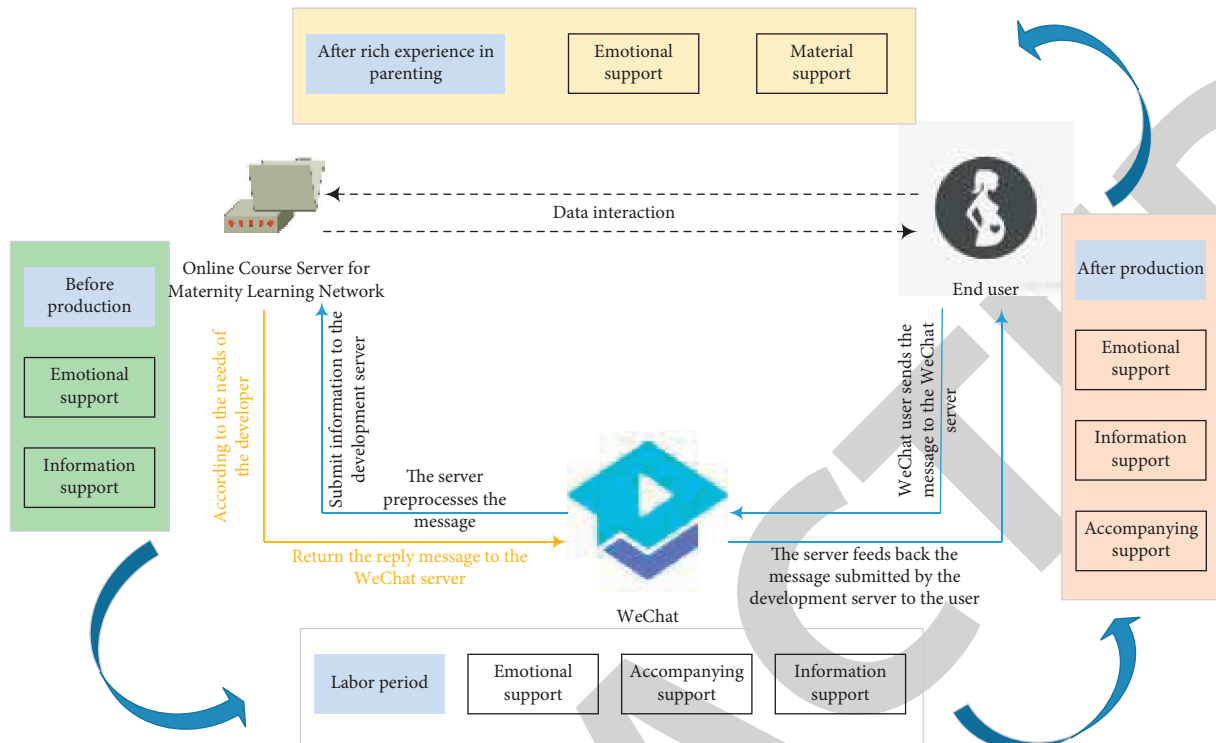 After rich experience in
parenting
Emotional
support
Material
support
Data interaction
Online Course Server for
Maternity Learning Network
End user
Before
production
Emotional
support
Information
support
After production
Emotional
support
Information
support
Accompanying
support
According to the needs of
the developer
Submit information to the
development server
The server
preprocesses the
message
Return the reply message to the
WeChat server
WeChat user sends the
message to the WeChat
server
The server feeds back the
message submitted by the
development server to the user
WeChat
Labor period
Emotional
support
Accompanying
support
Information
support